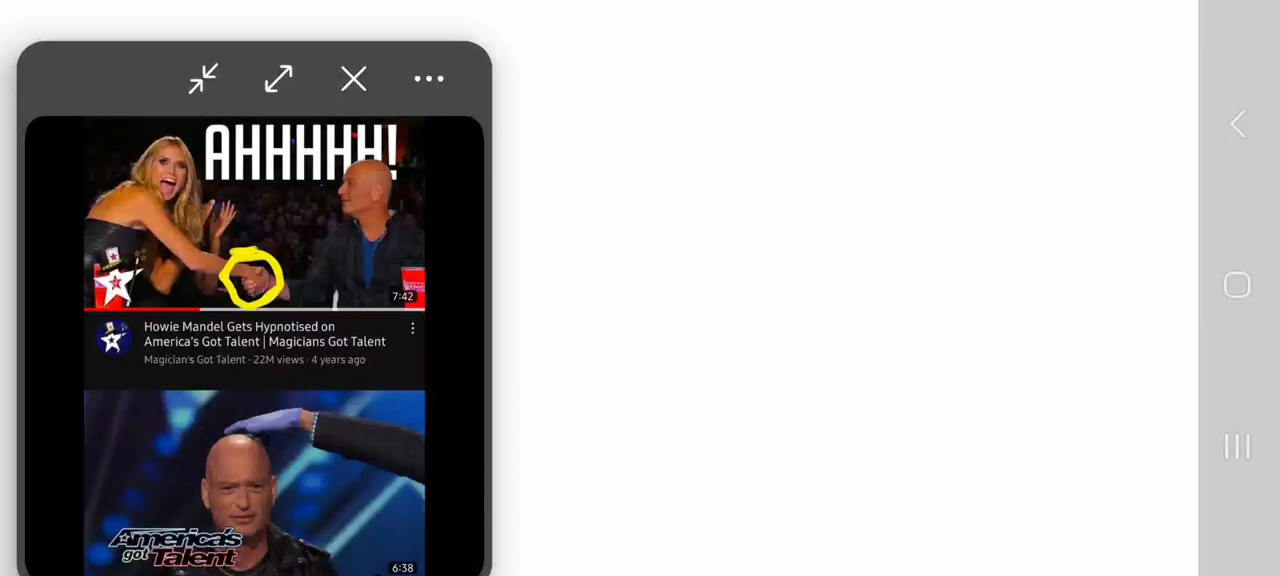 AHHHHH!
7:42
Howie Mandel Gets Hypnotised on
America's Got Talent | Magicians Got Talent
Magician's Got Talent · 22M views · 4 years ago
America's
got Talent
6:38